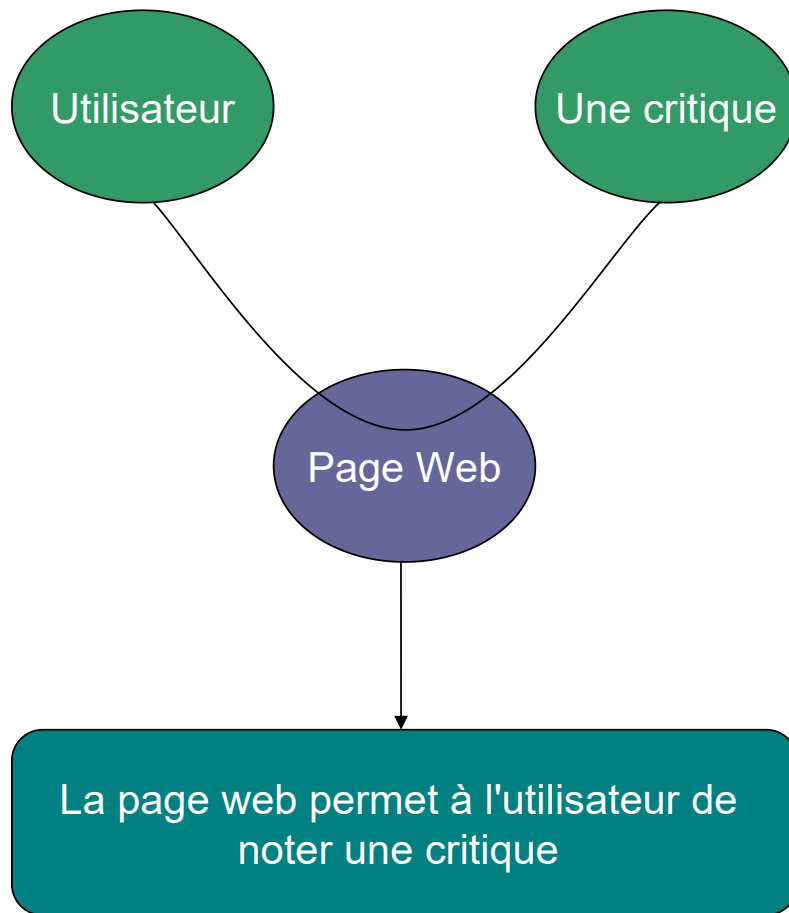 Utilisateur
Une critique
Page Web
La page web permet à l'utilisateur de
noter une critique